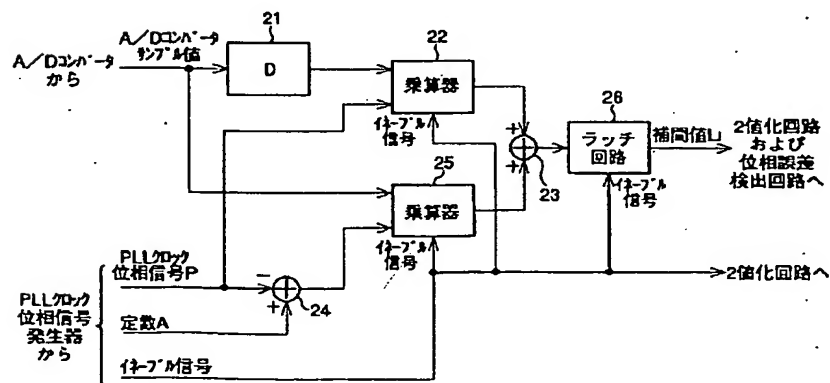 A／Dコンバータ
から
A／Dコンバータ
サンプル値
21
D
22
乗算器
イネーブル
信号
23
26
ラッチ
回路
イネーブル
信号
補間値Li
2値化回路
および
位相誤差
検出回路へ
25
乗算器
イネーブル
信号
PLLクロック
位相信号
発生器
から
PLLクロック
位相信号P
24
定数A
イネーブル信号
2値化回路へ